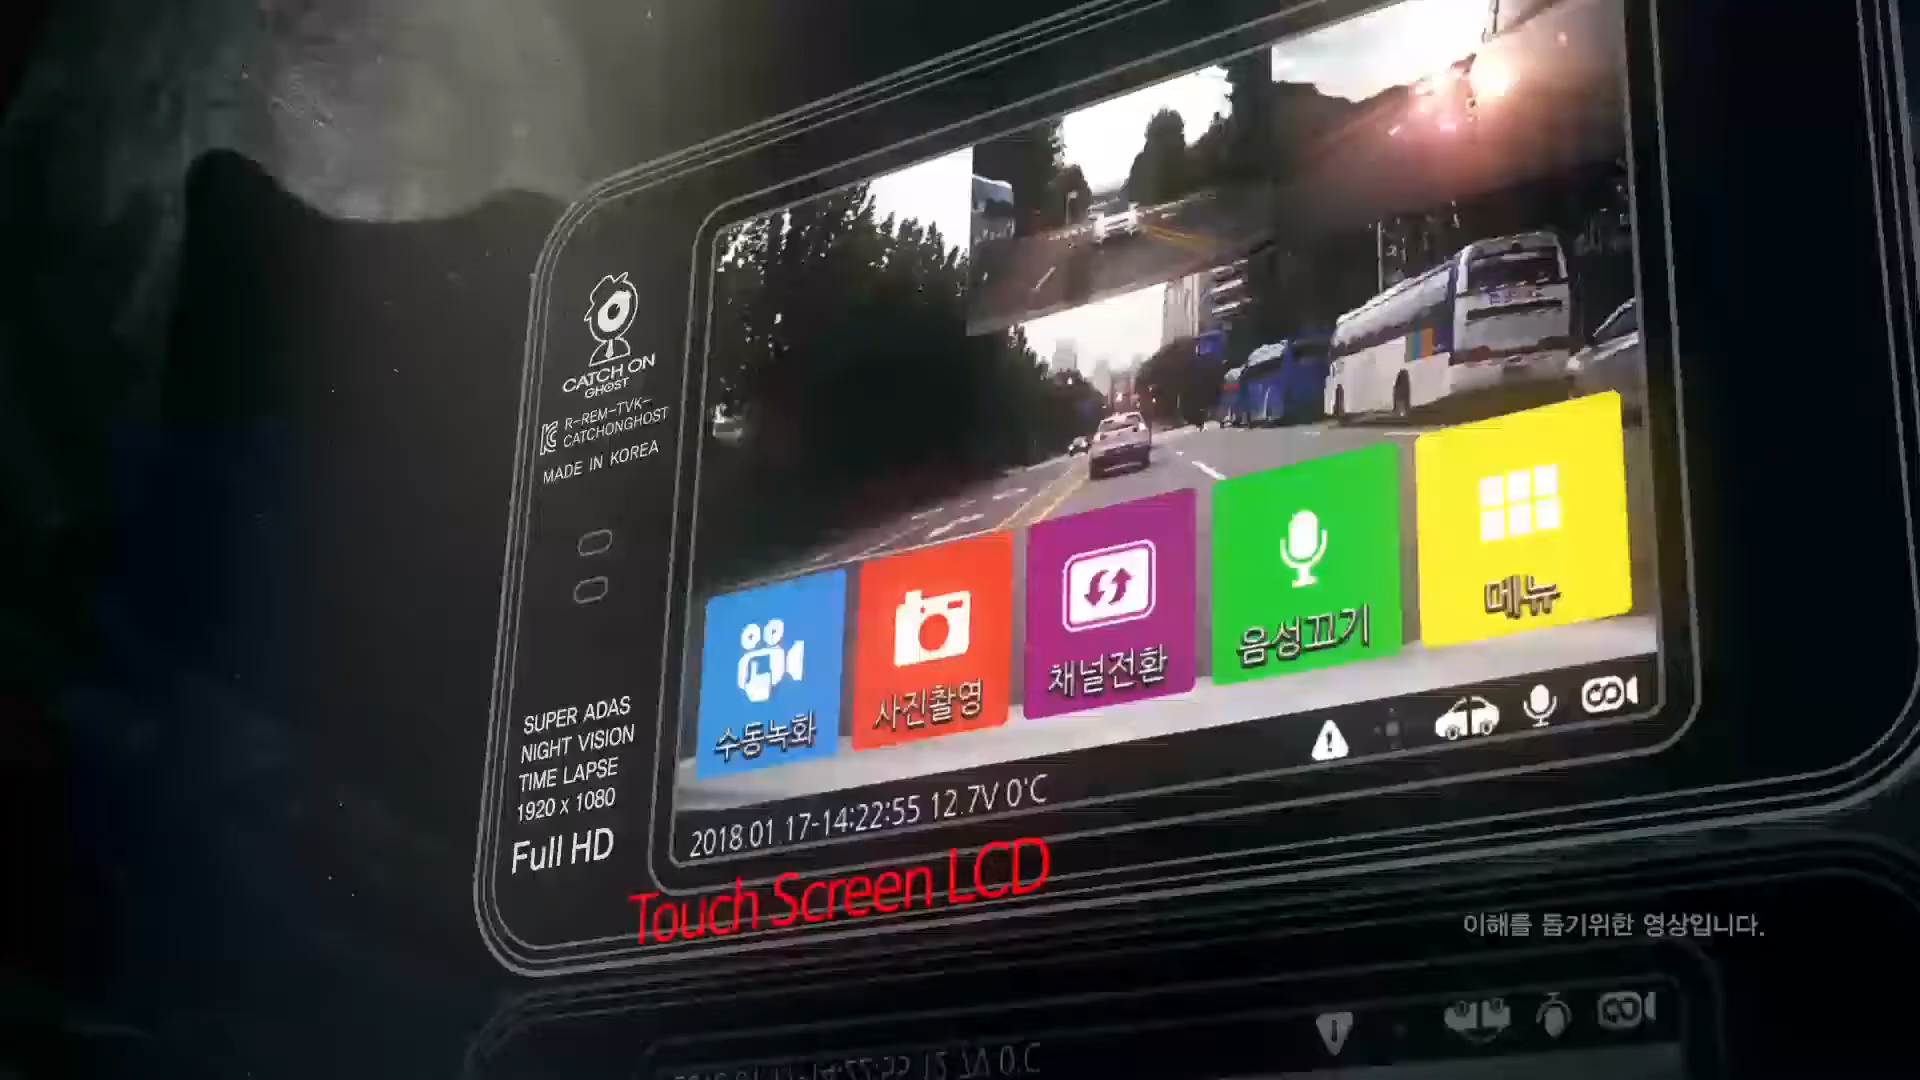 CATCH ON
GHOST
R-REM-TVK-
CATCHONGHOST
MADE IN KOREA
SUPER ADAS
NIGHT VISION
TIME LAPSE
1920 x 1080
Full HD
수동녹화
사진촬영
채널전환
음성끄기
메뉴
2018.01.17-14:22:55 12.7V 0'C
Touch Screen LCD
이해를 돕기위한 영상입니다.